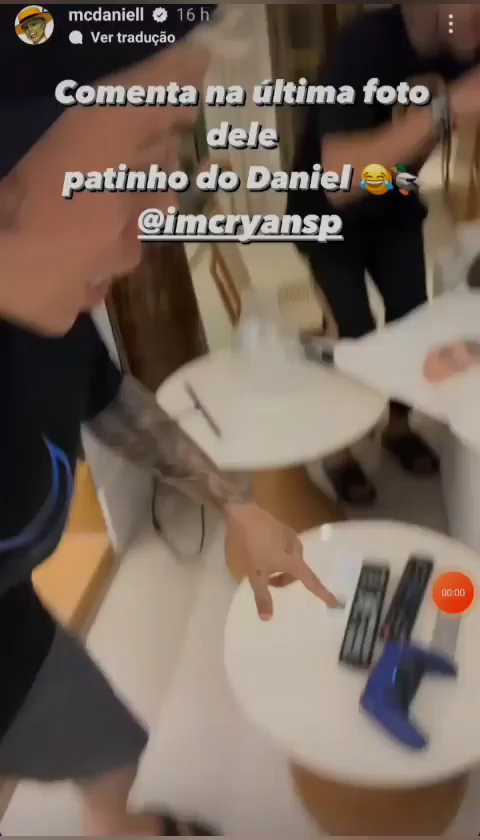 mcdaniell 16 h
Ver tradução
Comenta na última foto
dele
patinho do Daniel 😂🦆
@imcryansp
00:00